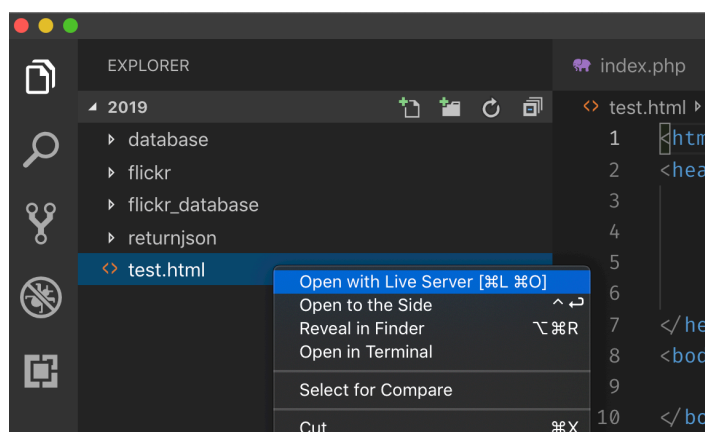 EXPLORER
2019
database
flickr
flickr_database
returnjson
<> test.html
Open with Live Server [⌘L ⌘O]
Open to the Side ^↩
Reveal in Finder ⌥⌘R
Open in Terminal
Select for Compare
Cut ⌘X
index.php
<> test.html
1 <htm
2 <hea
3
4
5
6
7 </he
8 <bod
9
10 </bo